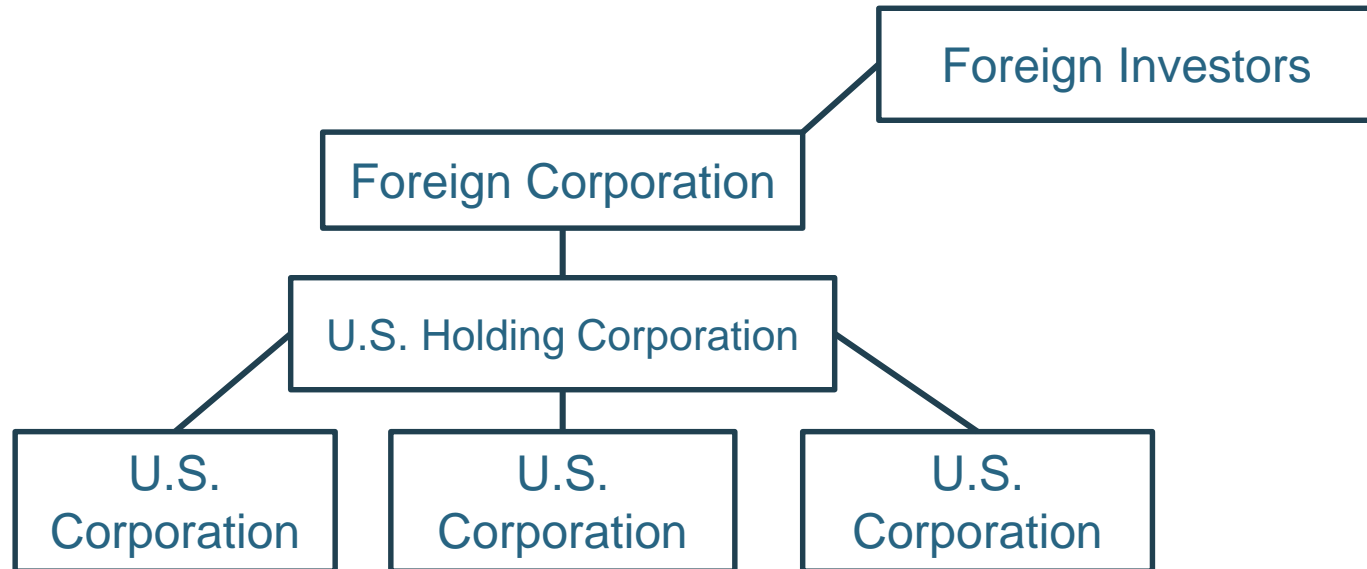 Foreign Investors
Foreign Corporation
U.S. Holding Corporation
U.S.
Corporation
U.S.
Corporation
U.S.
Corporation